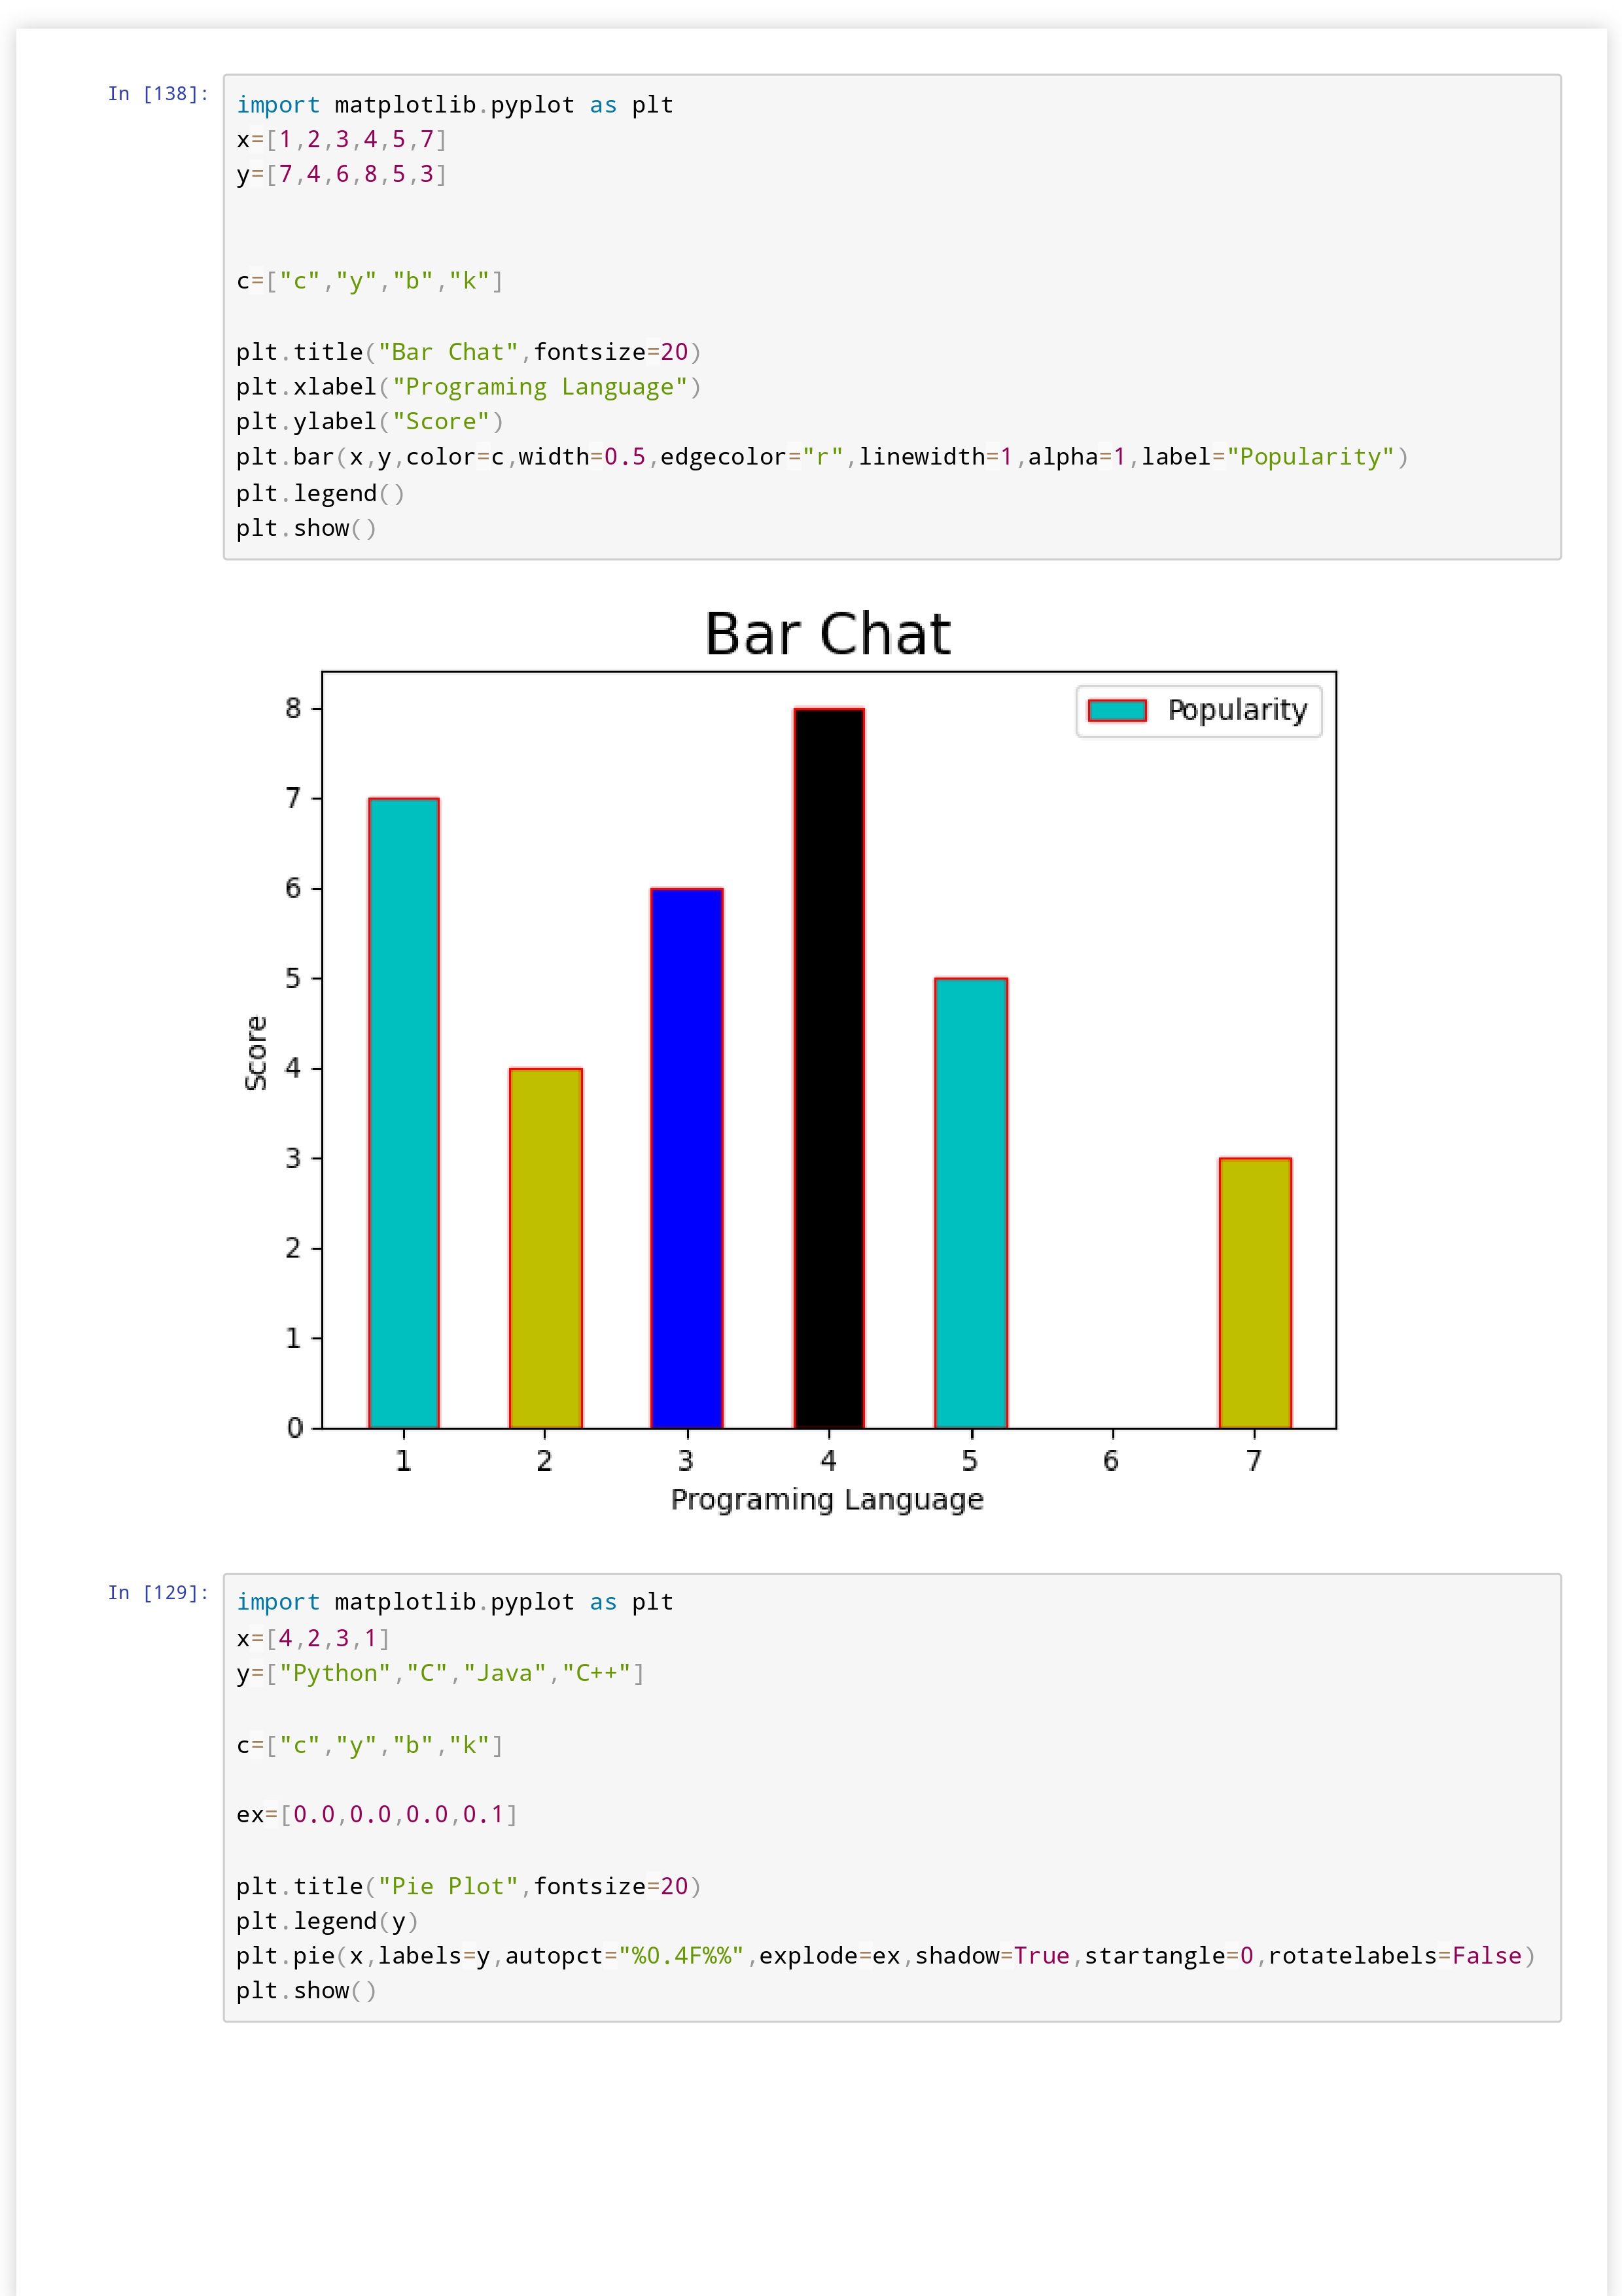 In [138]:
import matplotlib.pyplot as plt
x=[1,2,3,4,5,7]
y=[7,4,6,8,5,3]
c=["c","y","b","k"]
plt.title("Bar Chat",fontsize=20)
plt.xlabel("Programing Language")
plt.ylabel("Score")
plt.bar(x,y,color=c,width=0.5,edgecolor="r",linewidth=1,alpha=1,label="Popularity")
plt.legend()
plt.show()
Bar Chat
Popularity
8
7
6
5
4
3
2
1
0
Score
1 2 3 4 5 6 7
Programing Language
In [129]:
import matplotlib.pyplot as plt
x=[4,2,3,1]
y=["Python","C","Java","C++"]
c=["c","y","b","k"]
ex=[0.0,0.0,0.0,0.1]
plt.title("Pie Plot",fontsize=20)
plt.legend(y)
plt.pie(x,labels=y,autopct="%0.4F%%",explode=ex,shadow=True,startangle=0,rotatelabels=False)
plt.show()